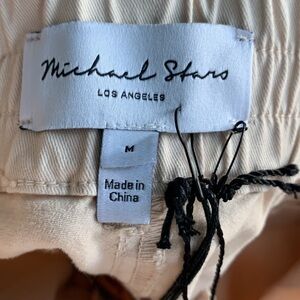 Michael Stars
LOS ANGELES
M
Made in
China